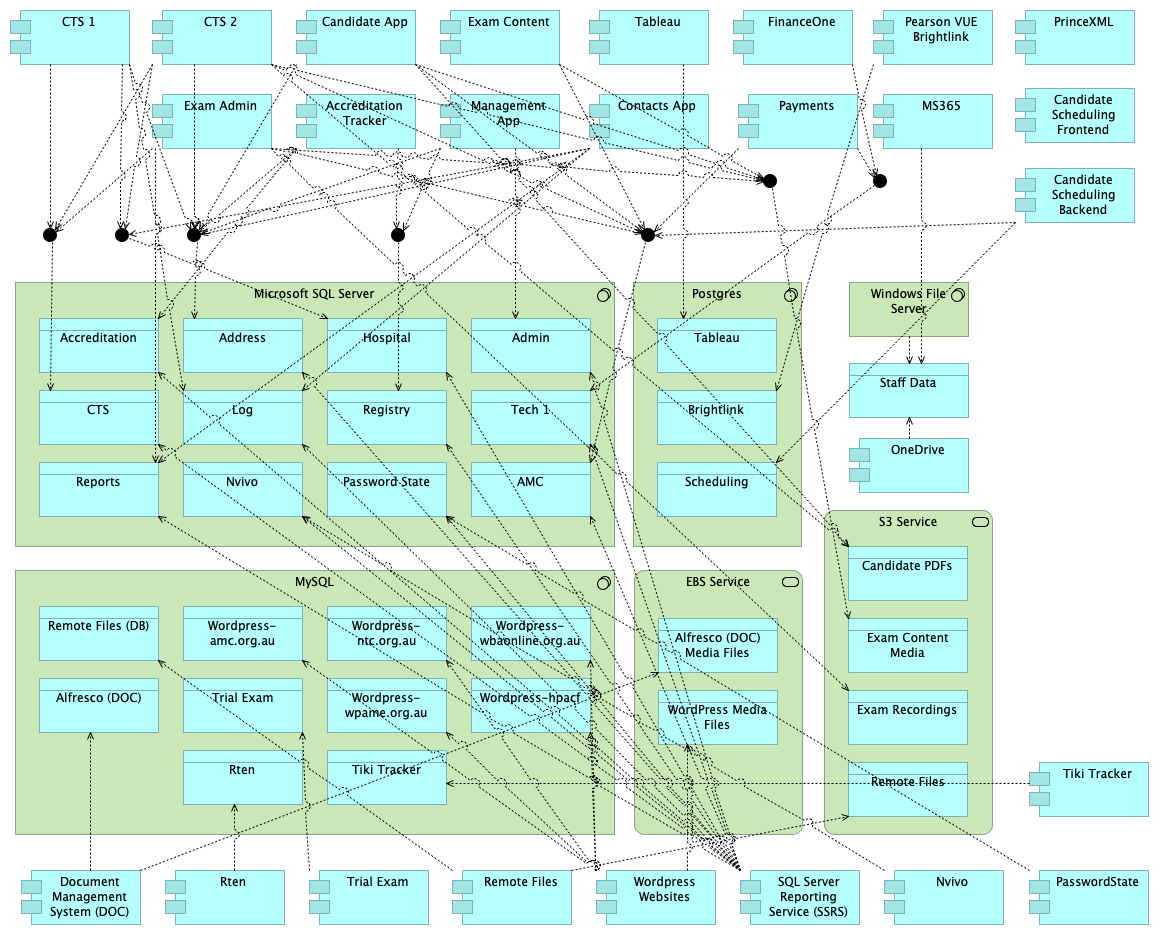 CTS 1
CTS 2
Candidate App
Exam Content
Tableau
FinanceOne
Pearson VUE
Brightlink
PrinceXML
Exam Admin
Accreditation
Tracker
Management
App
Contacts App
Payments
MS365
Candidate
Scheduling
Frontend
Candidate
Scheduling
Backend
Microsoft SQL Server
Postgres
Windows File
Server
Accreditation
Address
Hospital
Admin
Tableau
Staff Data
CTS
Log
Registry
Tech 1
Brightlink
OneDrive
Reports
Nvivo
Password State
AMC
Scheduling
S3 Service
Candidate PDFs
MySQL
EBS Service
Remote Files (DB)
Wordpress-
amc.org.au
Wordpress-
ntc.org.au
Wordpress-
wbaonline.org.au
Alfresco (DOC)
Media Files
Exam Content
Media
Alfresco (DOC)
Trial Exam
Wordpress-
wpame.org.au
Wordpress-hpacf
WordPress Media
Files
Exam Recordings
Rten
Tiki Tracker
Remote Files
Tiki Tracker
Document
Management
System (DOC)
Rten
Trial Exam
Remote Files
Wordpress
Websites
SQL Server
Reporting
Service (SSRS)
Nvivo
PasswordState